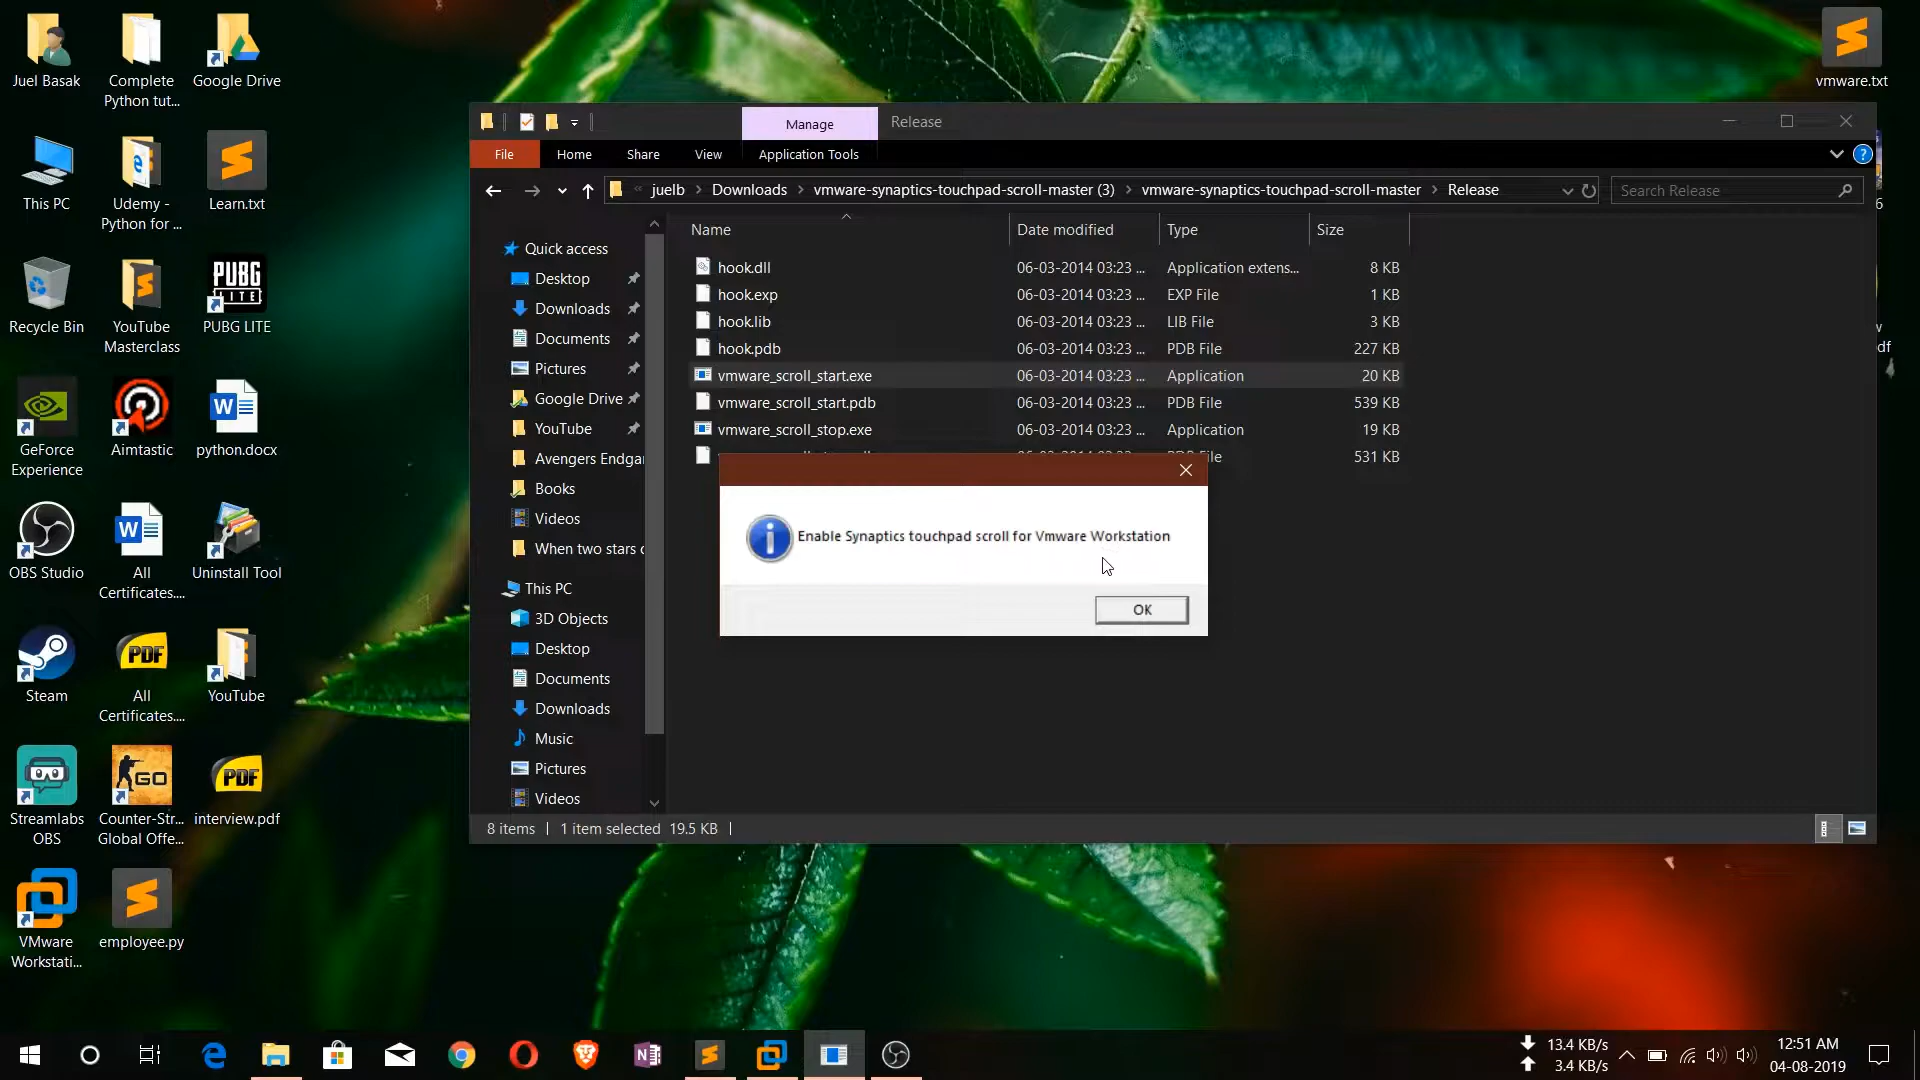 Juel Basak
Complete
Python tut...
Google Drive
This PC
Udemy -
Python for ...
Learn.txt
Recycle Bin
YouTube
Masterclass
PUBG
LITE
PUBG LITE
GeForce
Experience
Aimtastic
python.docx
OBS Studio
All
Certificates....
Uninstall Tool
Steam
PDF
All
Certificates....
YouTube
Streamlabs
OBS
GO
Counter-Str...
Global Offe...
PDF
interview.pdf
VMware
Workstati...
employee.py
vmware.txt
Manage
Release
File
Home
Share
View
Application Tools
juelb
Downloads
vmware-synaptics-touchpad-scroll-master (3)
vmware-synaptics-touchpad-scroll-master
Release
Search Release
Quick access
Desktop
Downloads
Documents
Pictures
Google Drive
YouTube
Avengers Endgar
Books
Videos
When two stars c
This PC
3D Objects
Desktop
Documents
Downloads
Music
Pictures
Videos
Name Date modified Type Size
hook.dll 06-03-2014 03:23 ... Application extens... 8 KB
hook.exp 06-03-2014 03:23 ... EXP File 1 KB
hook.lib 06-03-2014 03:23 ... LIB File 3 KB
hook.pdb 06-03-2014 03:23 ... PDB File 227 KB
vmware_scroll_start.exe 06-03-2014 03:23 ... Application 20 KB
vmware_scroll_start.pdb 06-03-2014 03:23 ... PDB File 539 KB
vmware_scroll_stop.exe 06-03-2014 03:23 ... Application 19 KB
531 KB
Enable Synaptics touchpad scroll for Vmware Workstation
OK
8 items
1 item selected 19.5 KB
13.4 KB/s
3.4 KB/s
12:51 AM
04-08-2019